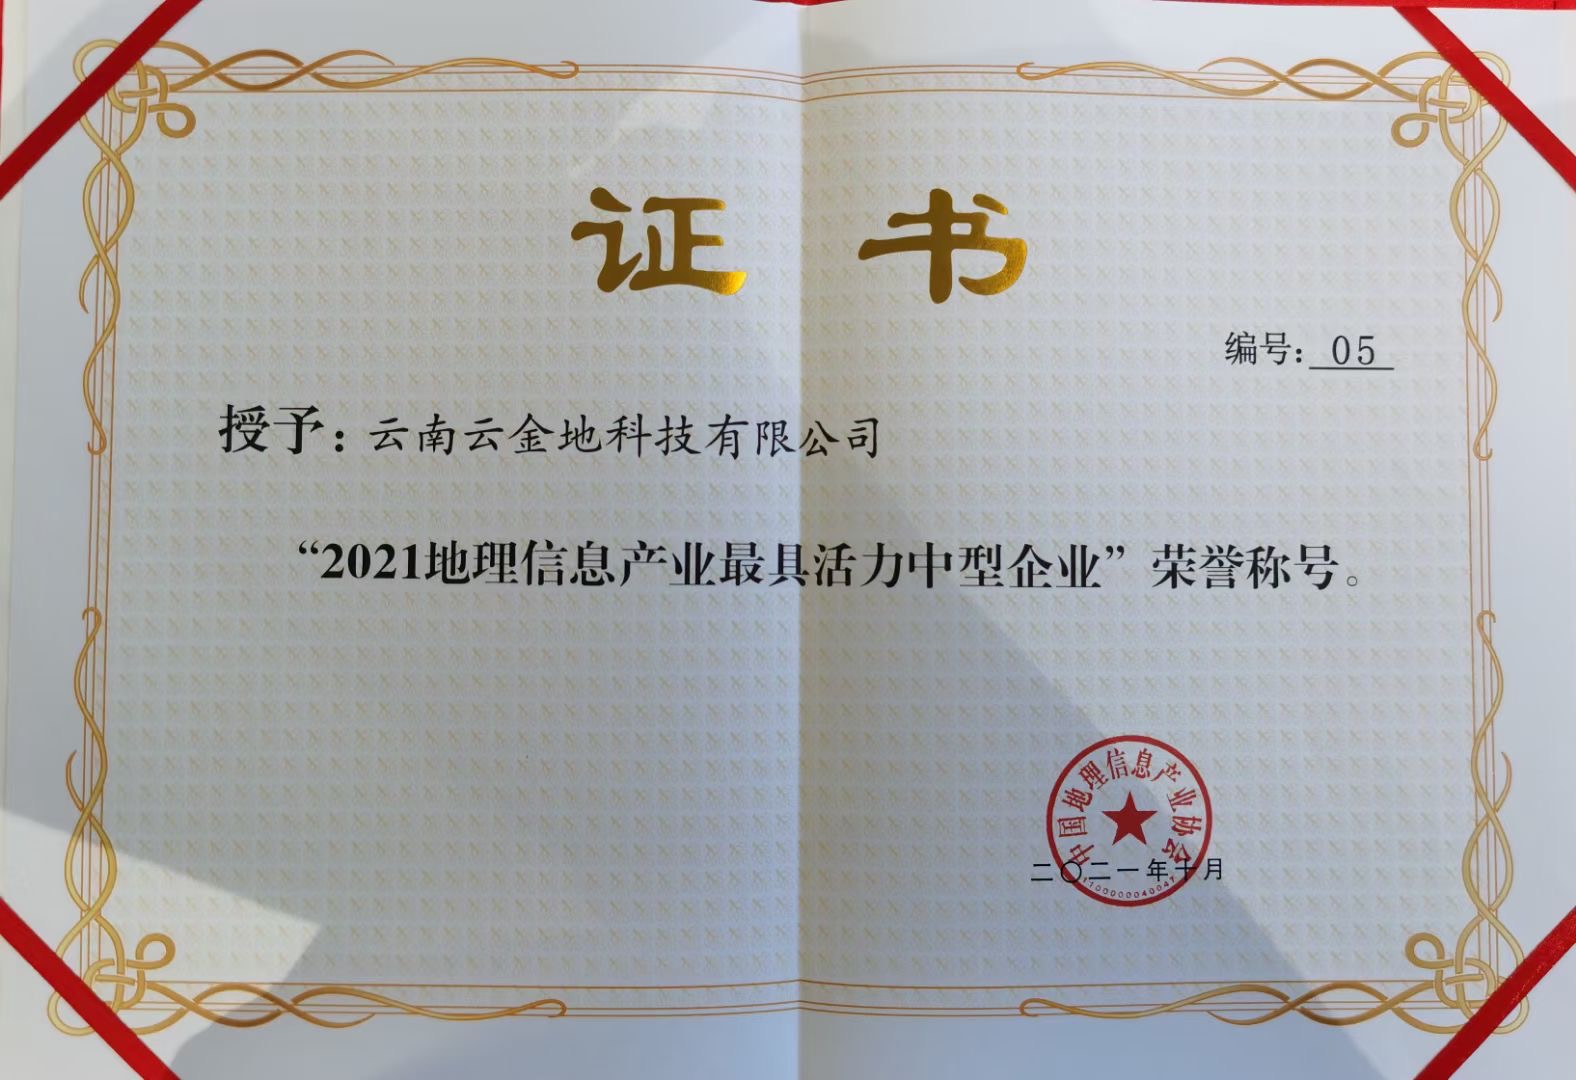 证书
编号：05
授予：云南云金地科技有限公司
“2021地理信息产业最具活力中型企业”荣誉称号。
中国地理信息产业协会
二〇二一年十月